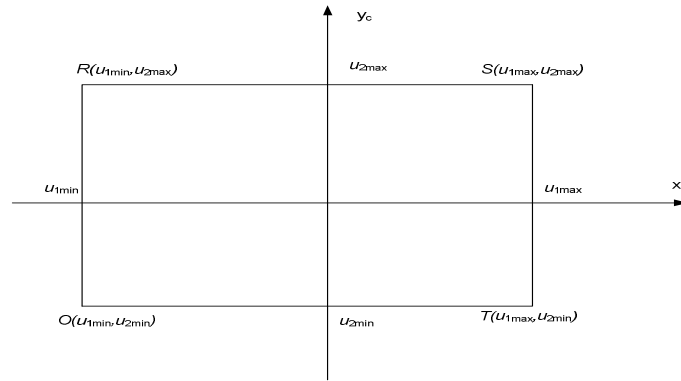 yc
R(u1min,u2max)
u2max
S(u1max,u2max)
u1min
u1max
x
O(u1min,u2min)
u2min
T(u1max,u2min)